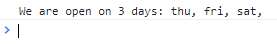 We are open on 3 days: thu, fri, sat,
>